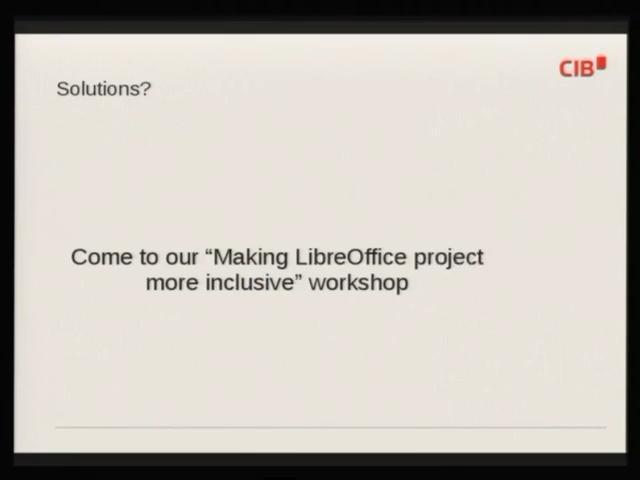 CIB
Solutions?
Come to our “Making LibreOffice project
more inclusive” workshop